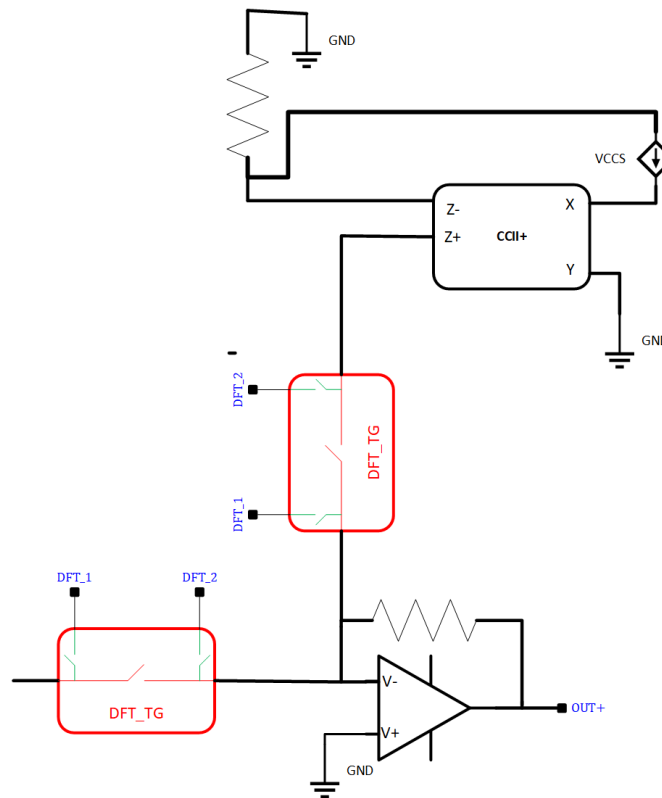 GND
VCCS
Z-
X
Z+
CCII+
Y
GND
DFT_2
DFT_TG
DFT_1
DFT_1
DFT_2
DFT_TG
V-
OUT+
V+
GND